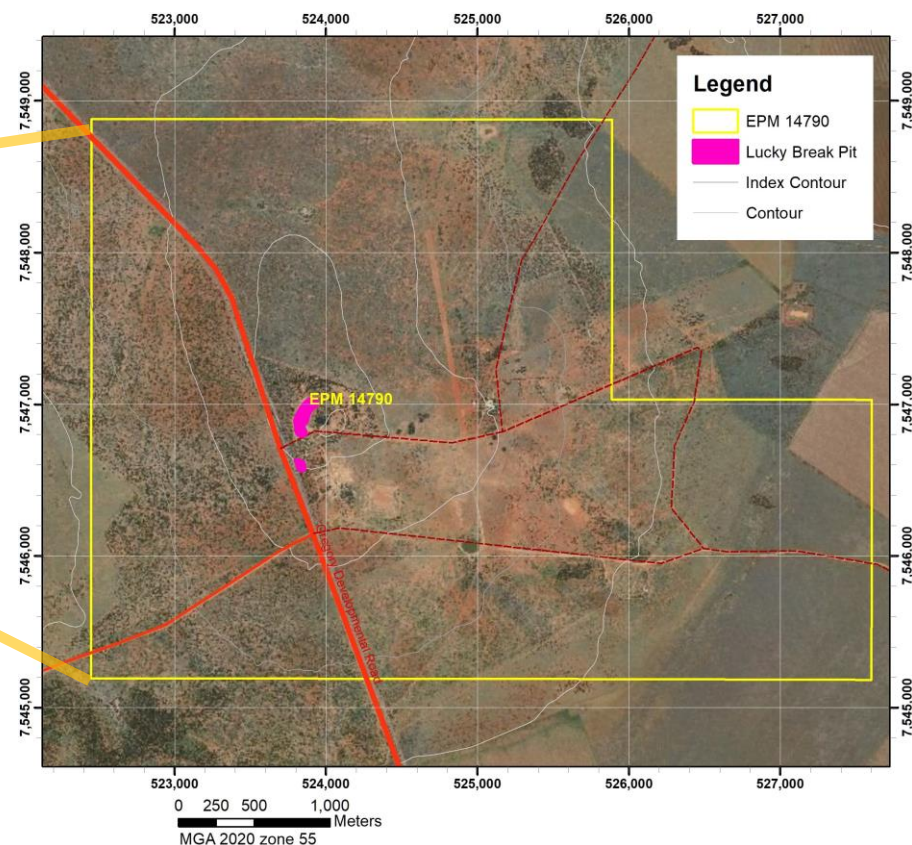 523,000 524,000 525,000 526,000 527,000
7,549,000 7,549,000
7,548,000 7,548,000
7,547,000 7,547,000
7,546,000 7,546,000
7,545,000 7,545,000
Legend
EPM 14790
Lucky Break Pit
Index Contour
Contour
EPM 14790
Developmental Road
523,000 524,000 525,000 526,000 527,000
0 250 500 1,000
Meters
MGA 2020 zone 55